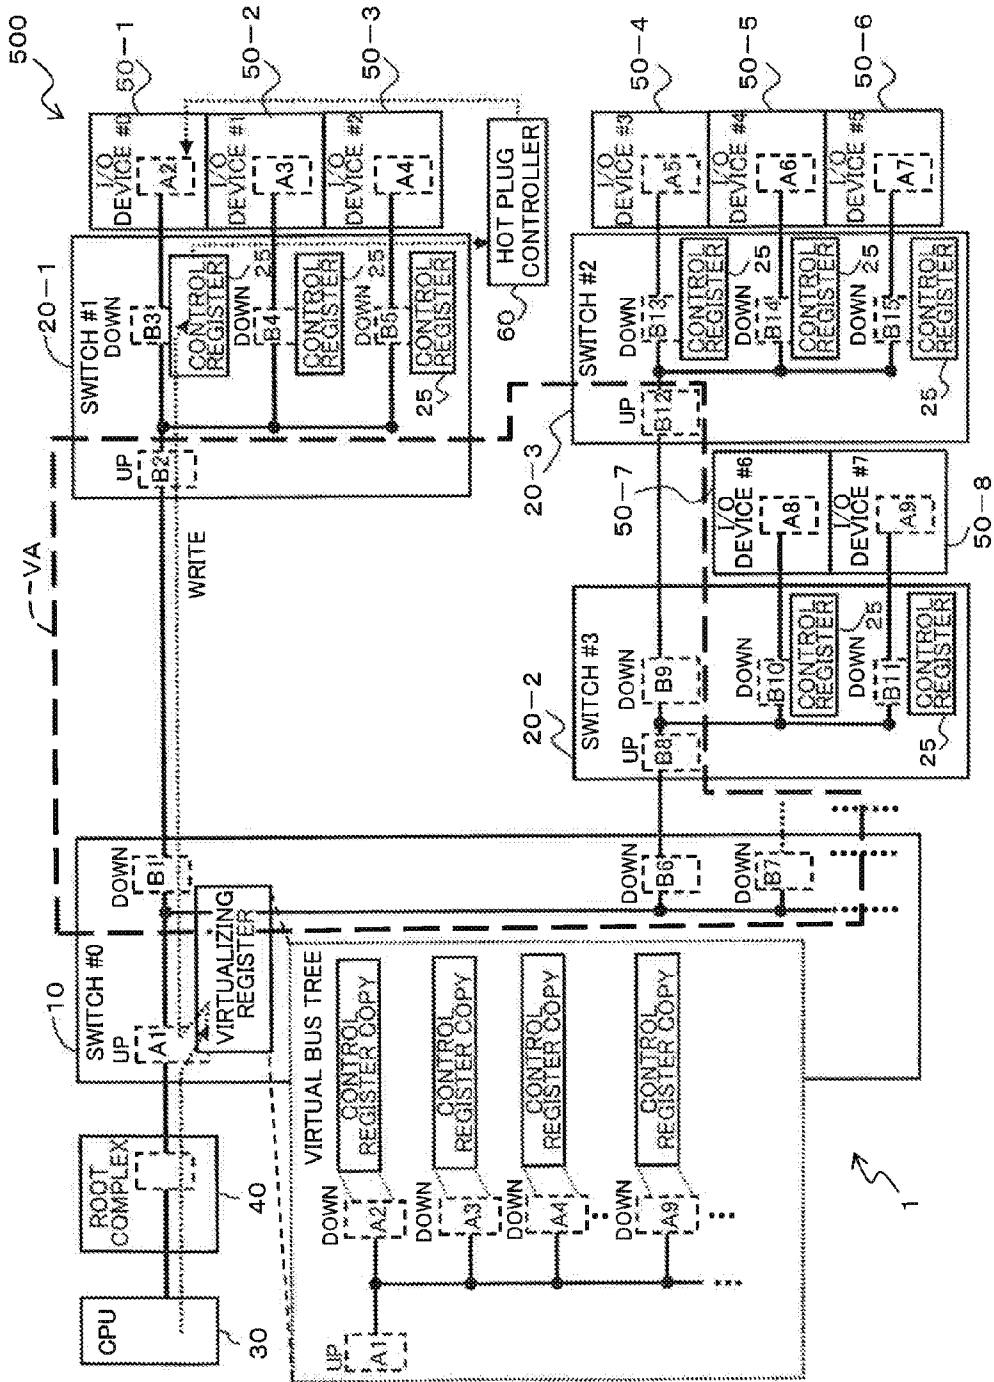 500
CPU
30
ROOT
COMPLEX
40
10
SWITCH #0
UP
A1
VIRTUALIZING
REGISTER
DOWN
B1
DOWN
B6
DOWN
B7
VA
WRITE
20-1
SWITCH #1
UP
B2
DOWN
B3
CONTROL
REGISTER
25
DOWN
B4
CONTROL
REGISTER
25
DOWN
B5
CONTROL
REGISTER
25
I/O
DEVICE #0
A2
50-1
I/O
DEVICE #1
A3
50-2
I/O
DEVICE #2
A4
50-3
HOT PLUG
CONTROLLER
60
VIRTUAL BUS TREE
UP
A1
DOWN
A2
CONTROL
REGISTER COPY
DOWN
A3
CONTROL
REGISTER COPY
DOWN
A4
CONTROL
REGISTER COPY
DOWN
A9
CONTROL
REGISTER COPY
20-2
SWITCH #3
UP
B8
DOWN
B9
DOWN
B10
CONTROL
REGISTER
25
DOWN
B11
CONTROL
REGISTER
25
50-7
I/O
DEVICE #6
A8
I/O
DEVICE #7
A9
50-8
20-3
SWITCH #2
UP
B12
DOWN
B13
CONTROL
REGISTER
25
DOWN
B14
CONTROL
REGISTER
25
DOWN
B15
CONTROL
REGISTER
25
I/O
DEVICE #3
A5
50-4
I/O
DEVICE #4
A6
50-5
I/O
DEVICE #5
A7
50-6
1